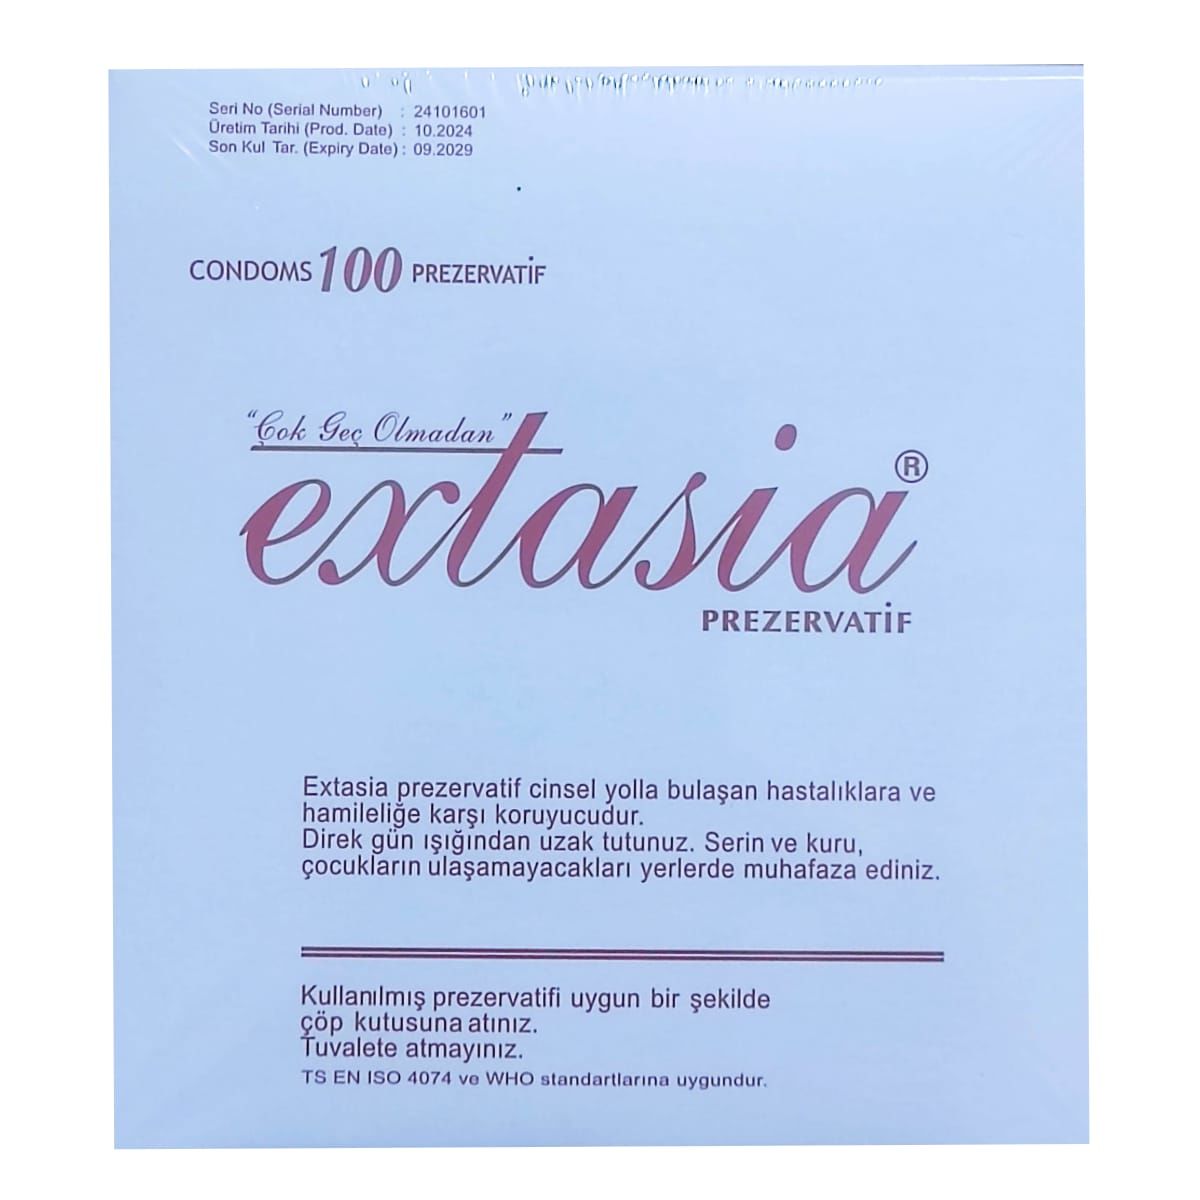 Seri No (Serial Number) : 24101601
Üretim Tarihi (Prod. Date) : 10.2024
Son Kul Tar. (Expiry Date) : 09.2029
CONDOMS 100 PREZERVATİF
"Çok Geç Olmadan"
extasia®
PREZERVATİF
Extasia prezervatif cinsel yolla bulaşan hastalıklara ve
hamileliğe karşı koruyucudur.
Direk gün ışığından uzak tutunuz. Serin ve kuru,
çocukların ulaşamayacakları yerlerde muhafaza ediniz.
Kullanılmış prezervatifi uygun bir şekilde
çöp kutusuna atınız.
Tuvalete atmayınız.
TS EN ISO 4074 ve WHO standartlarına uygundur.